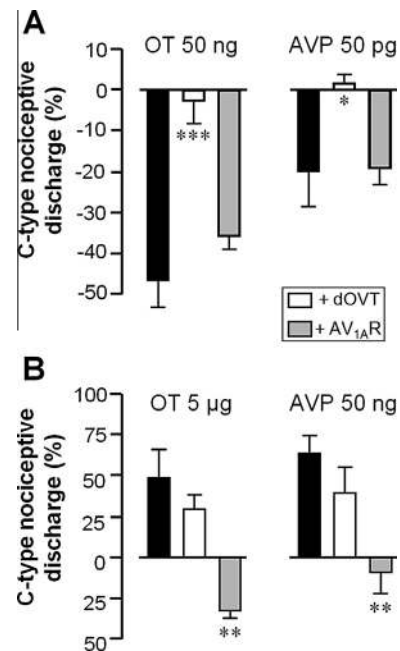 A
OT 50 ng
AVP 50 pg
C-type nociceptive
discharge (%)
10
0
-10
-20
-30
-40
-50
***
*
+ dOVT
+ AV1AR
B
OT 5 µg
AVP 50 ng
C-type nociceptive
discharge (%)
100
75
50
25
0
25
50
**
**